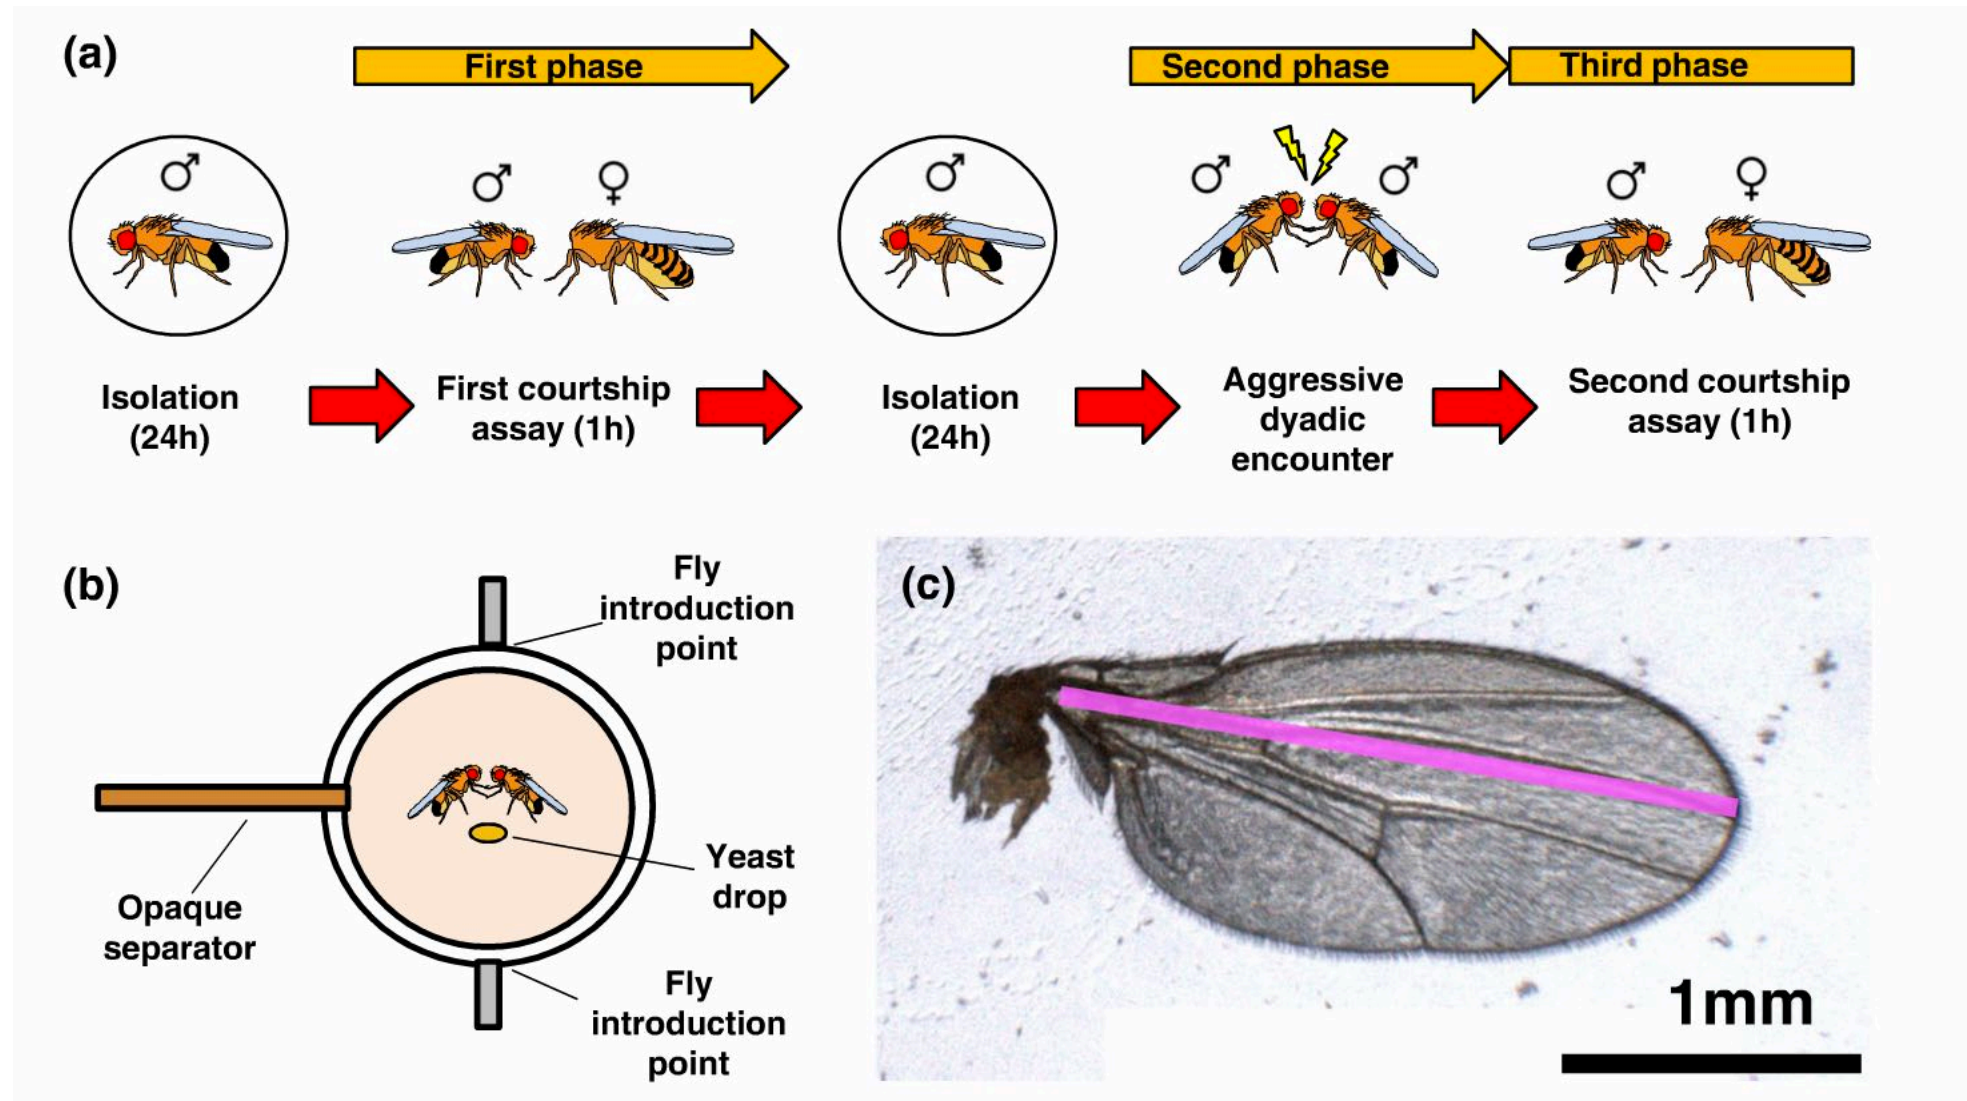 (a)
First phase
Second phase
Third phase
♂
♂ ♀
♂
♂ ♂
♂ ♀
Isolation
(24h)
First courtship
assay (1h)
Isolation
(24h)
Aggressive
dyadic
encounter
Second courtship
assay (1h)
(b)
Fly
introduction
point
Opaque
separator
Yeast
drop
Fly
introduction
point
(c)
1mm